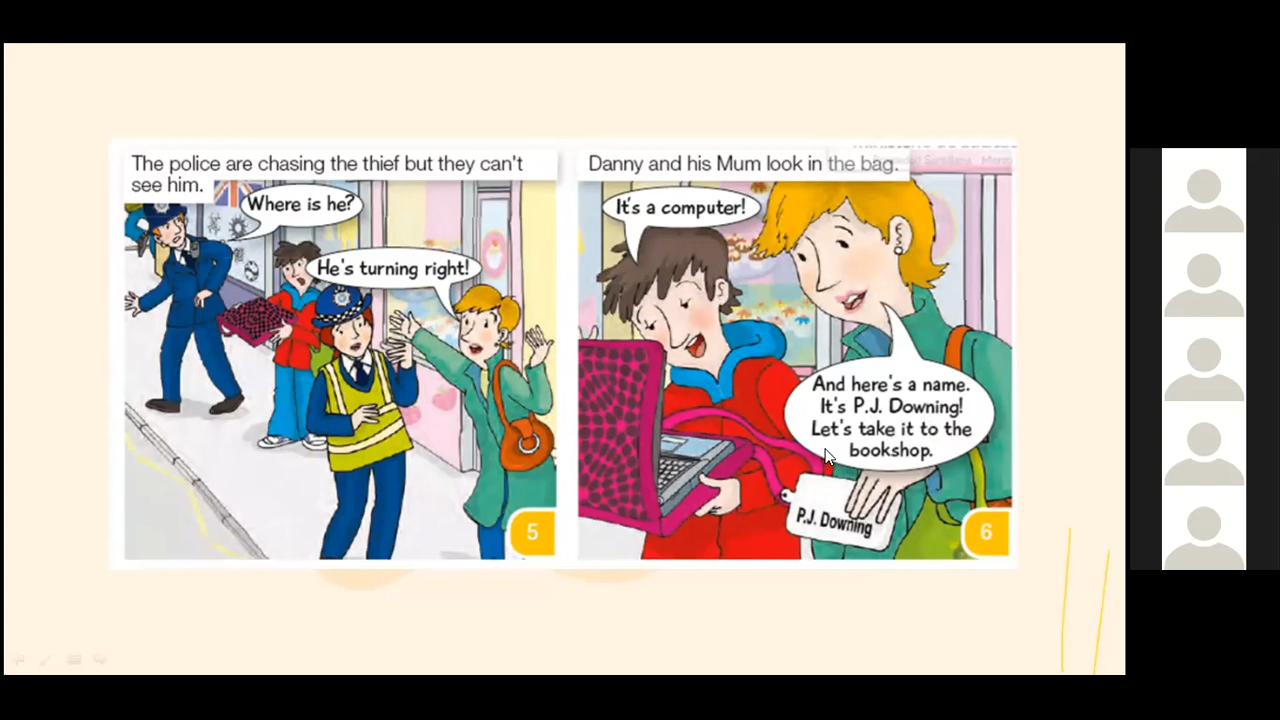 The police are chasing the thief but they can't
see him.
Where is he?
He's turning right!
5
Danny and his Mum look in the bag.
It's a computer!
And here's a name.
It's P.J. Downing!
Let's take it to the
bookshop.
P.J. Downing
6